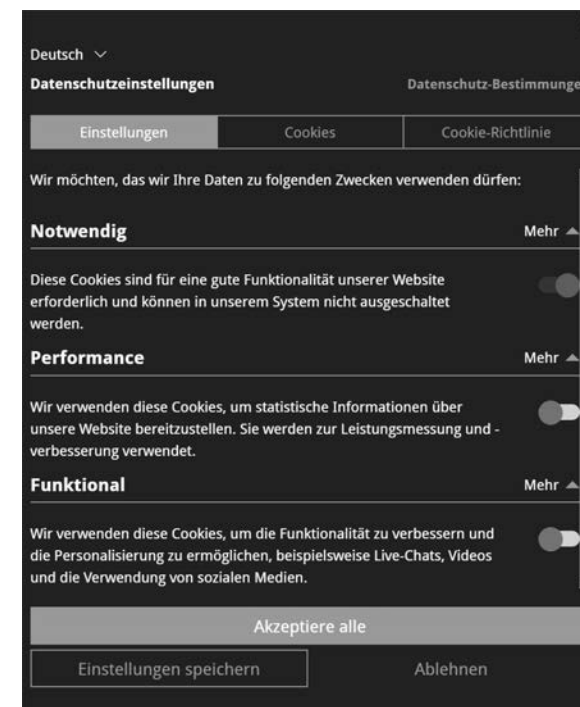 Deutsch
Datenschutzeinstellungen Datenschutz-Bestimmunge
Einstellungen Cookies Cookie-Richtlinie
Wir möchten, das wir Ihre Daten zu folgenden Zwecken verwenden dürfen:
Notwendig Mehr
Diese Cookies sind für eine gute Funktionalität unserer Website
erforderlich und können in unserem System nicht ausgeschaltet
werden.
Performance Mehr
Wir verwenden diese Cookies, um statistische Informationen über
unsere Website bereitzustellen. Sie werden zur Leistungsmessung und -
verbesserung verwendet.
Funktional Mehr
Wir verwenden diese Cookies, um die Funktionalität zu verbessern und
die Personalisierung zu ermöglichen, beispielsweise Live-Chats, Videos
und die Verwendung von sozialen Medien.
Akzeptiere alle
Einstellungen speichern Ablehnen